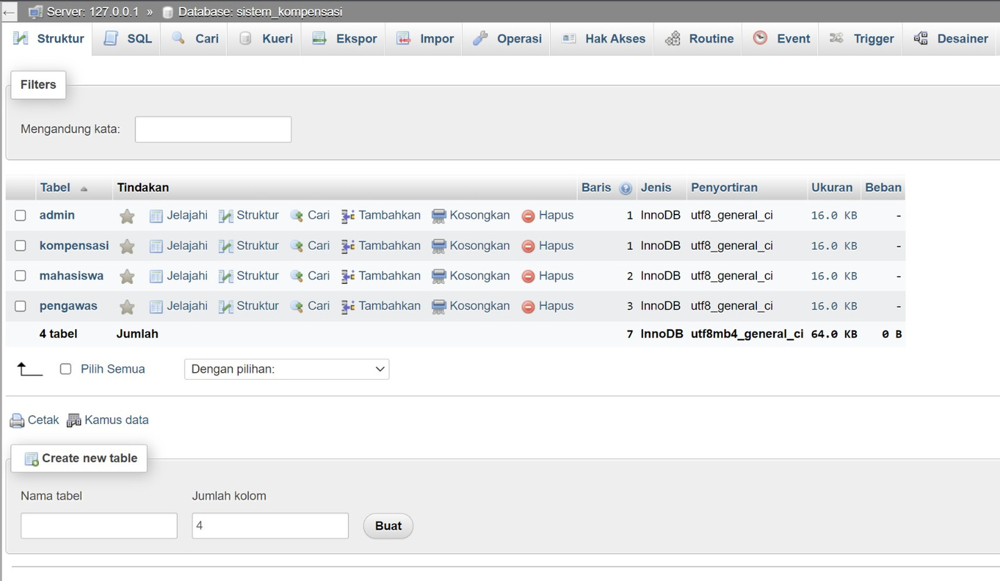 Server: 127.0.0.1 » Database: sistem_kompensasi
Struktur SQL Cari Kueri Ekspor Impor Operasi Hak Akses Routine Event Trigger Desainer
Filters
Mengandung kata:
Tabel Tindakan Baris Jenis Penyortiran Ukuran Beban
admin Jelajahi Struktur Cari Tambahkan Kosongkan Hapus 1 InnoDB utf8_general_ci 16.0 KB -
kompensasi Jelajahi Struktur Cari Tambahkan Kosongkan Hapus 1 InnoDB utf8_general_ci 16.0 KB -
mahasiswa Jelajahi Struktur Cari Tambahkan Kosongkan Hapus 2 InnoDB utf8_general_ci 16.0 KB -
pengawas Jelajahi Struktur Cari Tambahkan Kosongkan Hapus 3 InnoDB utf8_general_ci 16.0 KB -
4 tabel Jumlah 7 InnoDB utf8mb4_general_ci 64.0 KB 0 B
Pilih Semua Dengan pilihan:
Cetak Kamus data
Create new table
Nama tabel Jumlah kolom
4 Buat